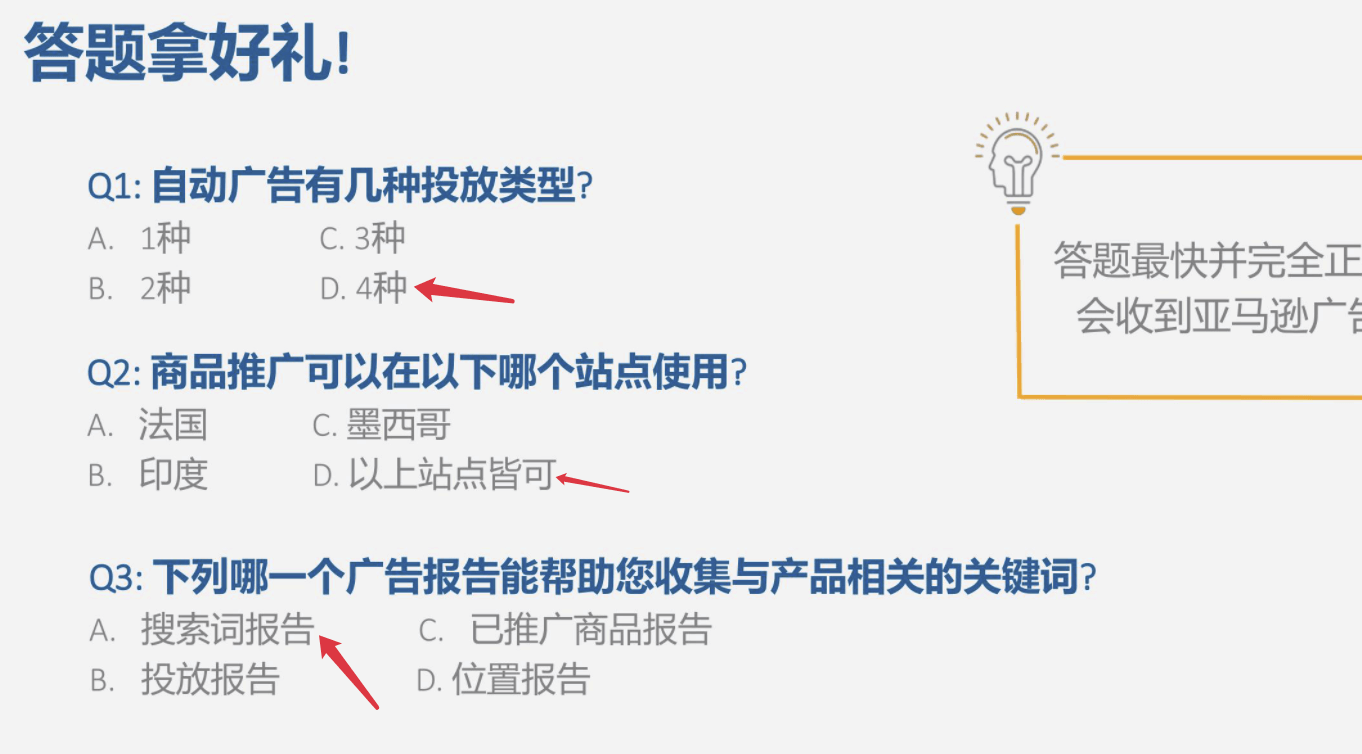 答题拿好礼!
Q1: 自动广告有几种投放类型?
A. 1种 C. 3种
B. 2种 D. 4种
Q2: 商品推广可以在以下哪个站点使用?
A. 法国 C. 墨西哥
B. 印度 D. 以上站点皆可
Q3: 下列哪一个广告报告能帮助您收集与产品相关的关键词?
A. 搜索词报告 C. 已推广商品报告
B. 投放报告 D. 位置报告
答题最快并完全正
会收到亚马逊广告